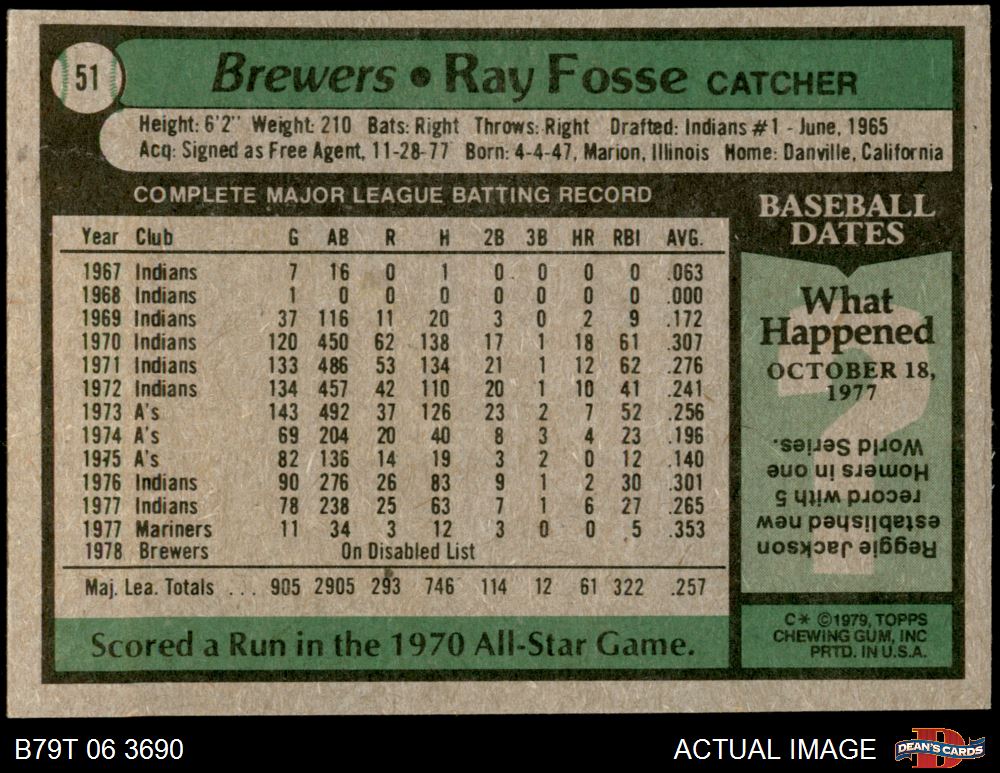 51
Brewers • Ray Fosse CATCHER
Height: 6'2" Weight: 210 Bats: Right Throws: Right Drafted: Indians #1 - June, 1965
Acq: Signed as Free Agent, 11-28-77 Born: 4-4-47, Marion, Illinois Home: Danville, California
COMPLETE MAJOR LEAGUE BATTING RECORD
Year Club G AB R H 2B 3B HR RBI AVG.
1967 Indians 7 16 0 1 0 0 0 0 .063
1968 Indians 1 0 0 0 0 0 0 0 .000
1969 Indians 37 116 11 20 3 0 2 9 .172
1970 Indians 120 450 62 138 17 1 18 61 .307
1971 Indians 133 486 53 134 21 1 12 62 .276
1972 Indians 134 457 42 110 20 1 10 41 .241
1973 A's 143 492 37 126 23 2 7 52 .256
1974 A's 69 204 20 40 8 3 4 23 .196
1975 A's 82 136 14 19 3 2 0 12 .140
1976 Indians 90 276 26 83 9 1 2 30 .301
1977 Indians 78 238 25 63 7 1 6 27 .265
1977 Mariners 11 34 3 12 3 0 0 5 .353
1978 Brewers On Disabled List
Maj. Lea. Totals ... 905 2905 293 746 114 12 61 322 .257
Scored a Run in the 1970 All-Star Game.
BASEBALL
DATES
What
Happened
OCTOBER 18,
1977
Reggie Jackson
established new
record with 5
Homers in one
World Series.
C* ©1979, TOPPS
CHEWING GUM, INC
PRTD. IN U.S.A.
B79T 06 3690
ACTUAL IMAGE
DEAN'S CARDS